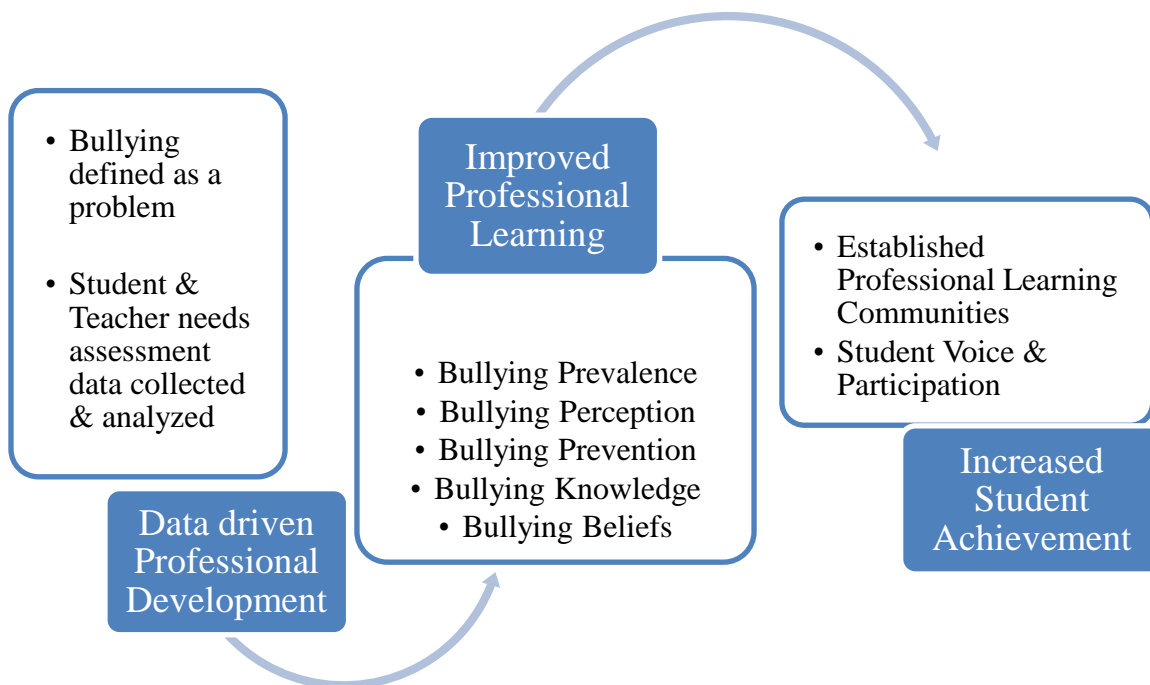 • Bullying
defined as a
problem
• Student &
Teacher needs
assessment
data collected
& analyzed
Data driven
Professional
Development
Improved
Professional
Learning
• Bullying Prevalence
• Bullying Perception
• Bullying Prevention
• Bullying Knowledge
• Bullying Beliefs
• Established
Professional Learning
Communities
• Student Voice &
Participation
Increased
Student
Achievement